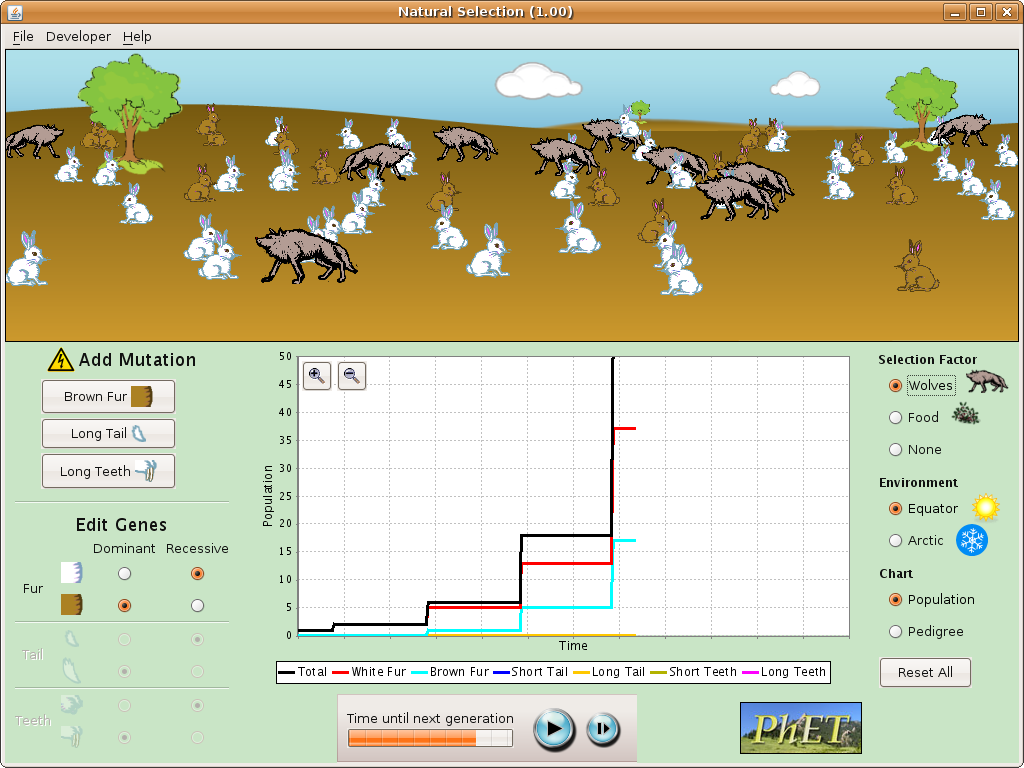 Natural Selection (1.00)
File Developer Help
Add Mutation
Brown Fur
Long Tail
Long Teeth
Edit Genes
Dominant Recessive
Fur
Tail
Teeth
50
45
40
35
30
25
20
15
10
5
0
Population
Time
Total White Fur Brown Fur Short Tail Long Tail Short Teeth Long Teeth
Time until next generation
Selection Factor
Wolves
Food
None
Environment
Equator
Arctic
Chart
Population
Pedigree
Reset All
PhET